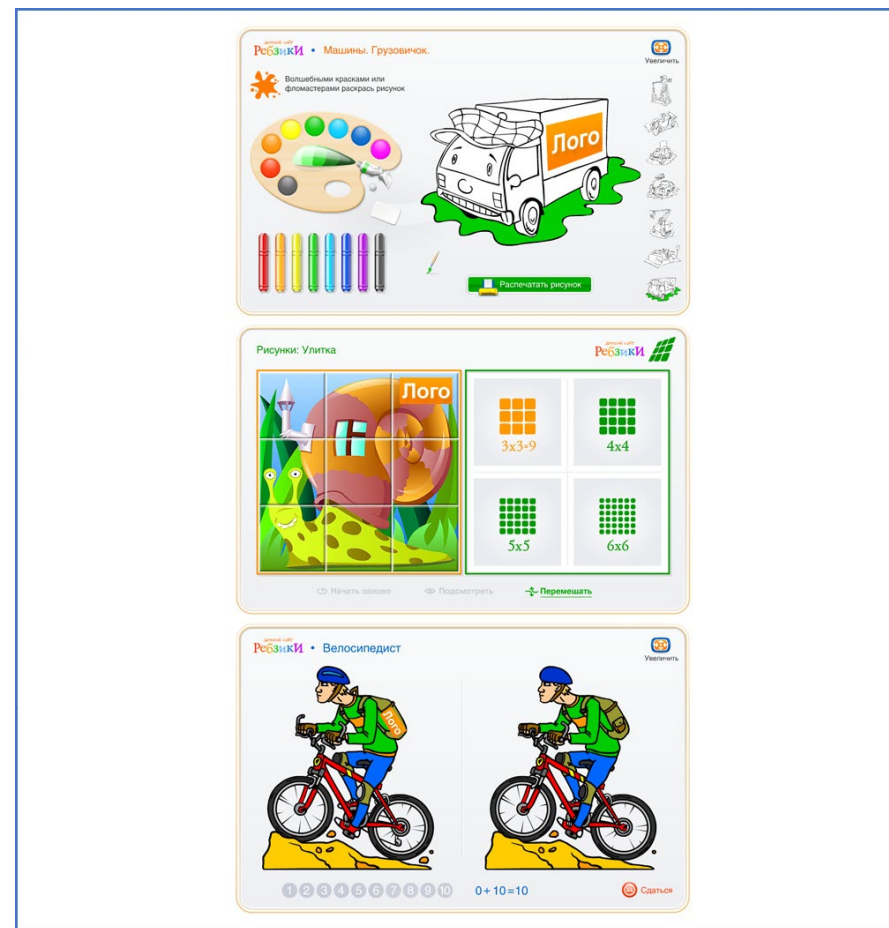 детский сайт
РебзикИ • Машины. Грузовичок.
Увеличить
Волшебными красками или
фломастерами раскрась рисунок
Лого
Распечатать рисунок
Рисунки: Улитка
детский сайт
РебзикИ
Лого
3x3=9
4x4
5x5
6x6
Начать заново
Подсмотреть
Перемешать
детский сайт
РебзикИ • Велосипедист
Увеличить
Лого
1 2 3 4 5 6 7 8 9 10
0+10=10
Сдаться